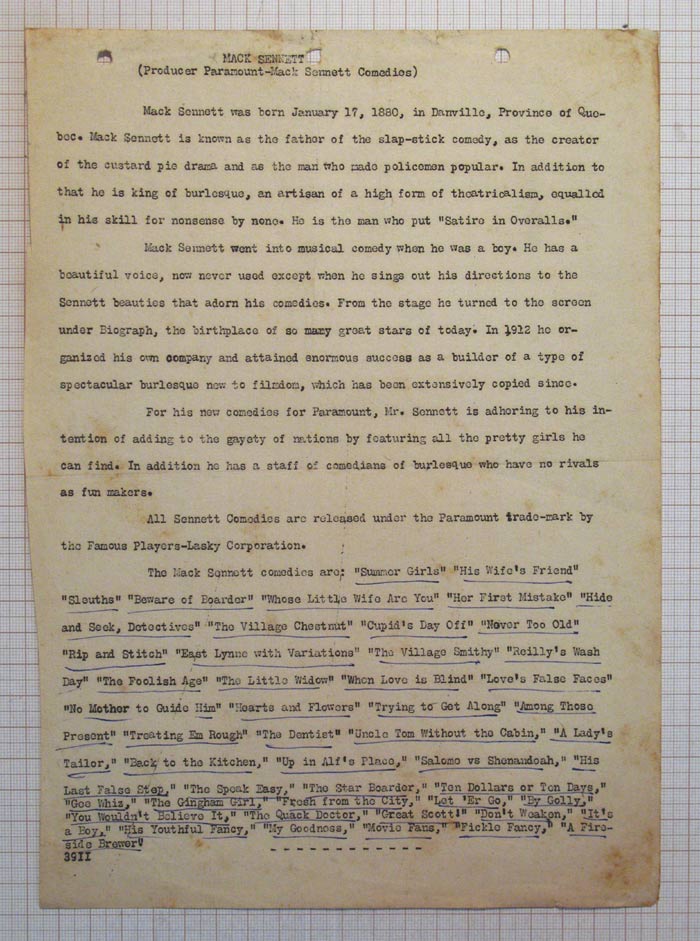 MACK SENNETT
(Producer Paramount-Mack Sennett Comedies)
Mack Sennett was born January 17, 1880, in Danville, Province of Que-
bec. Mack Sennett is known as the father of the slap-stick comedy, as the creator
of the custard pie drama and as the man who made policemen popular. In addition to
that he is king of burlesque, an artisan of a high form of theatricalism, equalled
in his skill for nonsense by none. He is the man who put "Satire in Overalls."
Mack Sennett went into musical comedy when he was a boy. He has a
beautiful voice, now never used except when he sings out his directions to the
Sennett beauties that adorn his comedies. From the stage he turned to the screen
under Biograph, the birthplace of so many great stars of today. In 1912 he or-
ganized his own company and attained enormous success as a builder of a type of
spectacular burlesque new to filmdom, which has been extensively copied since.
For his new comedies for Paramount, Mr. Sennett is adhering to his in-
tention of adding to the gayety of nations by featuring all the pretty girls he
can find. In addition he has a staff of comedians of burlesque who have no rivals
as fun makers.
All Sennett Comedies are released under the Paramount trade-mark by
the Famous Players-Lasky Corporation.
The Mack Sennett comedies are: "Summer Girls" "His Wife's Friend"
"Sleuths" "Beware of Boarder" "Whose Little Wife Are You" "Her First Mistake" "Hide
and Seek, Detectives" "The Village Chestnut" "Cupid's Day Off" "Never Too Old"
"Rip and Stitch" "East Lynne with Variations" "The Village Smithy" "Reilly's Wash
Day" "The Foolish Age" "The Little Widow" "When Love is Blind" "Love's False Faces"
"No Mother to Guide Him" "Hearts and Flowers" "Trying to Get Along" "Among Those
Present" "Treating Em Rough" "The Dentist" "Uncle Tom Without the Cabin," "A Lady's
Tailor," "Back to the Kitchen," "Up in Alf's Place," "Salome vs Shenandoah," "His
Last False Step," "The Speak Easy," "The Star Boarder," "Ten Dollars or Ten Days,"
"Gee Whiz," "The Gingham Girl," "Fresh from the City," "Let 'Er Go," "By Golly,"
"You Wouldn't Believe It," "The Quack Doctor," "Great Scott!" "Don't Weaken," "It's
a Boy," "His Youthful Fancy," "My Goodness," "Movie Fans," "Fickle Fancy," "A Fire-
side Brewer"
39II